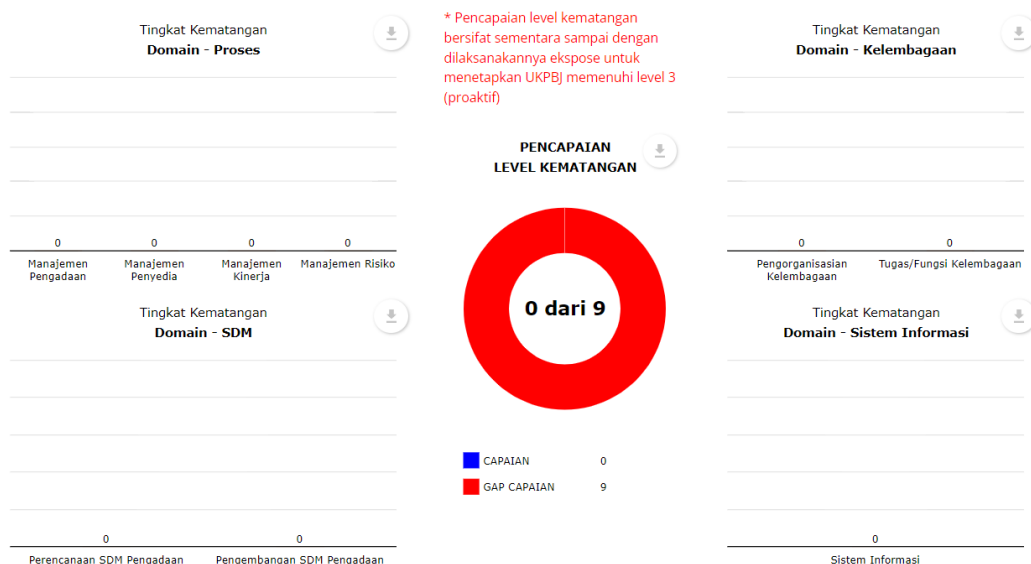 Tingkat Kematangan
Domain - Proses
0
0
0
0
Manajemen
Pengadaan
Manajemen
Penyedia
Manajemen
Kinerja
Manajemen Risiko
Tingkat Kematangan
Domain - SDM
0
0
Perencanaan SDM Pengadaan
Pengembangan SDM Pengadaan
* Pencapaian level kematangan
bersifat sementara sampai dengan
dilaksanakannya ekspose untuk
menetapkan UKPBJ memenuhi level 3
(proaktif)
PENCAPAIAN
LEVEL KEMATANGAN
0 dari 9
CAPAIAN 0
GAP CAPAIAN 9
Tingkat Kematangan
Domain - Kelembagaan
0
0
Pengorganisasian
Kelembagaan
Tugas/Fungsi Kelembagaan
Tingkat Kematangan
Domain - Sistem Informasi
0
Sistem Informasi